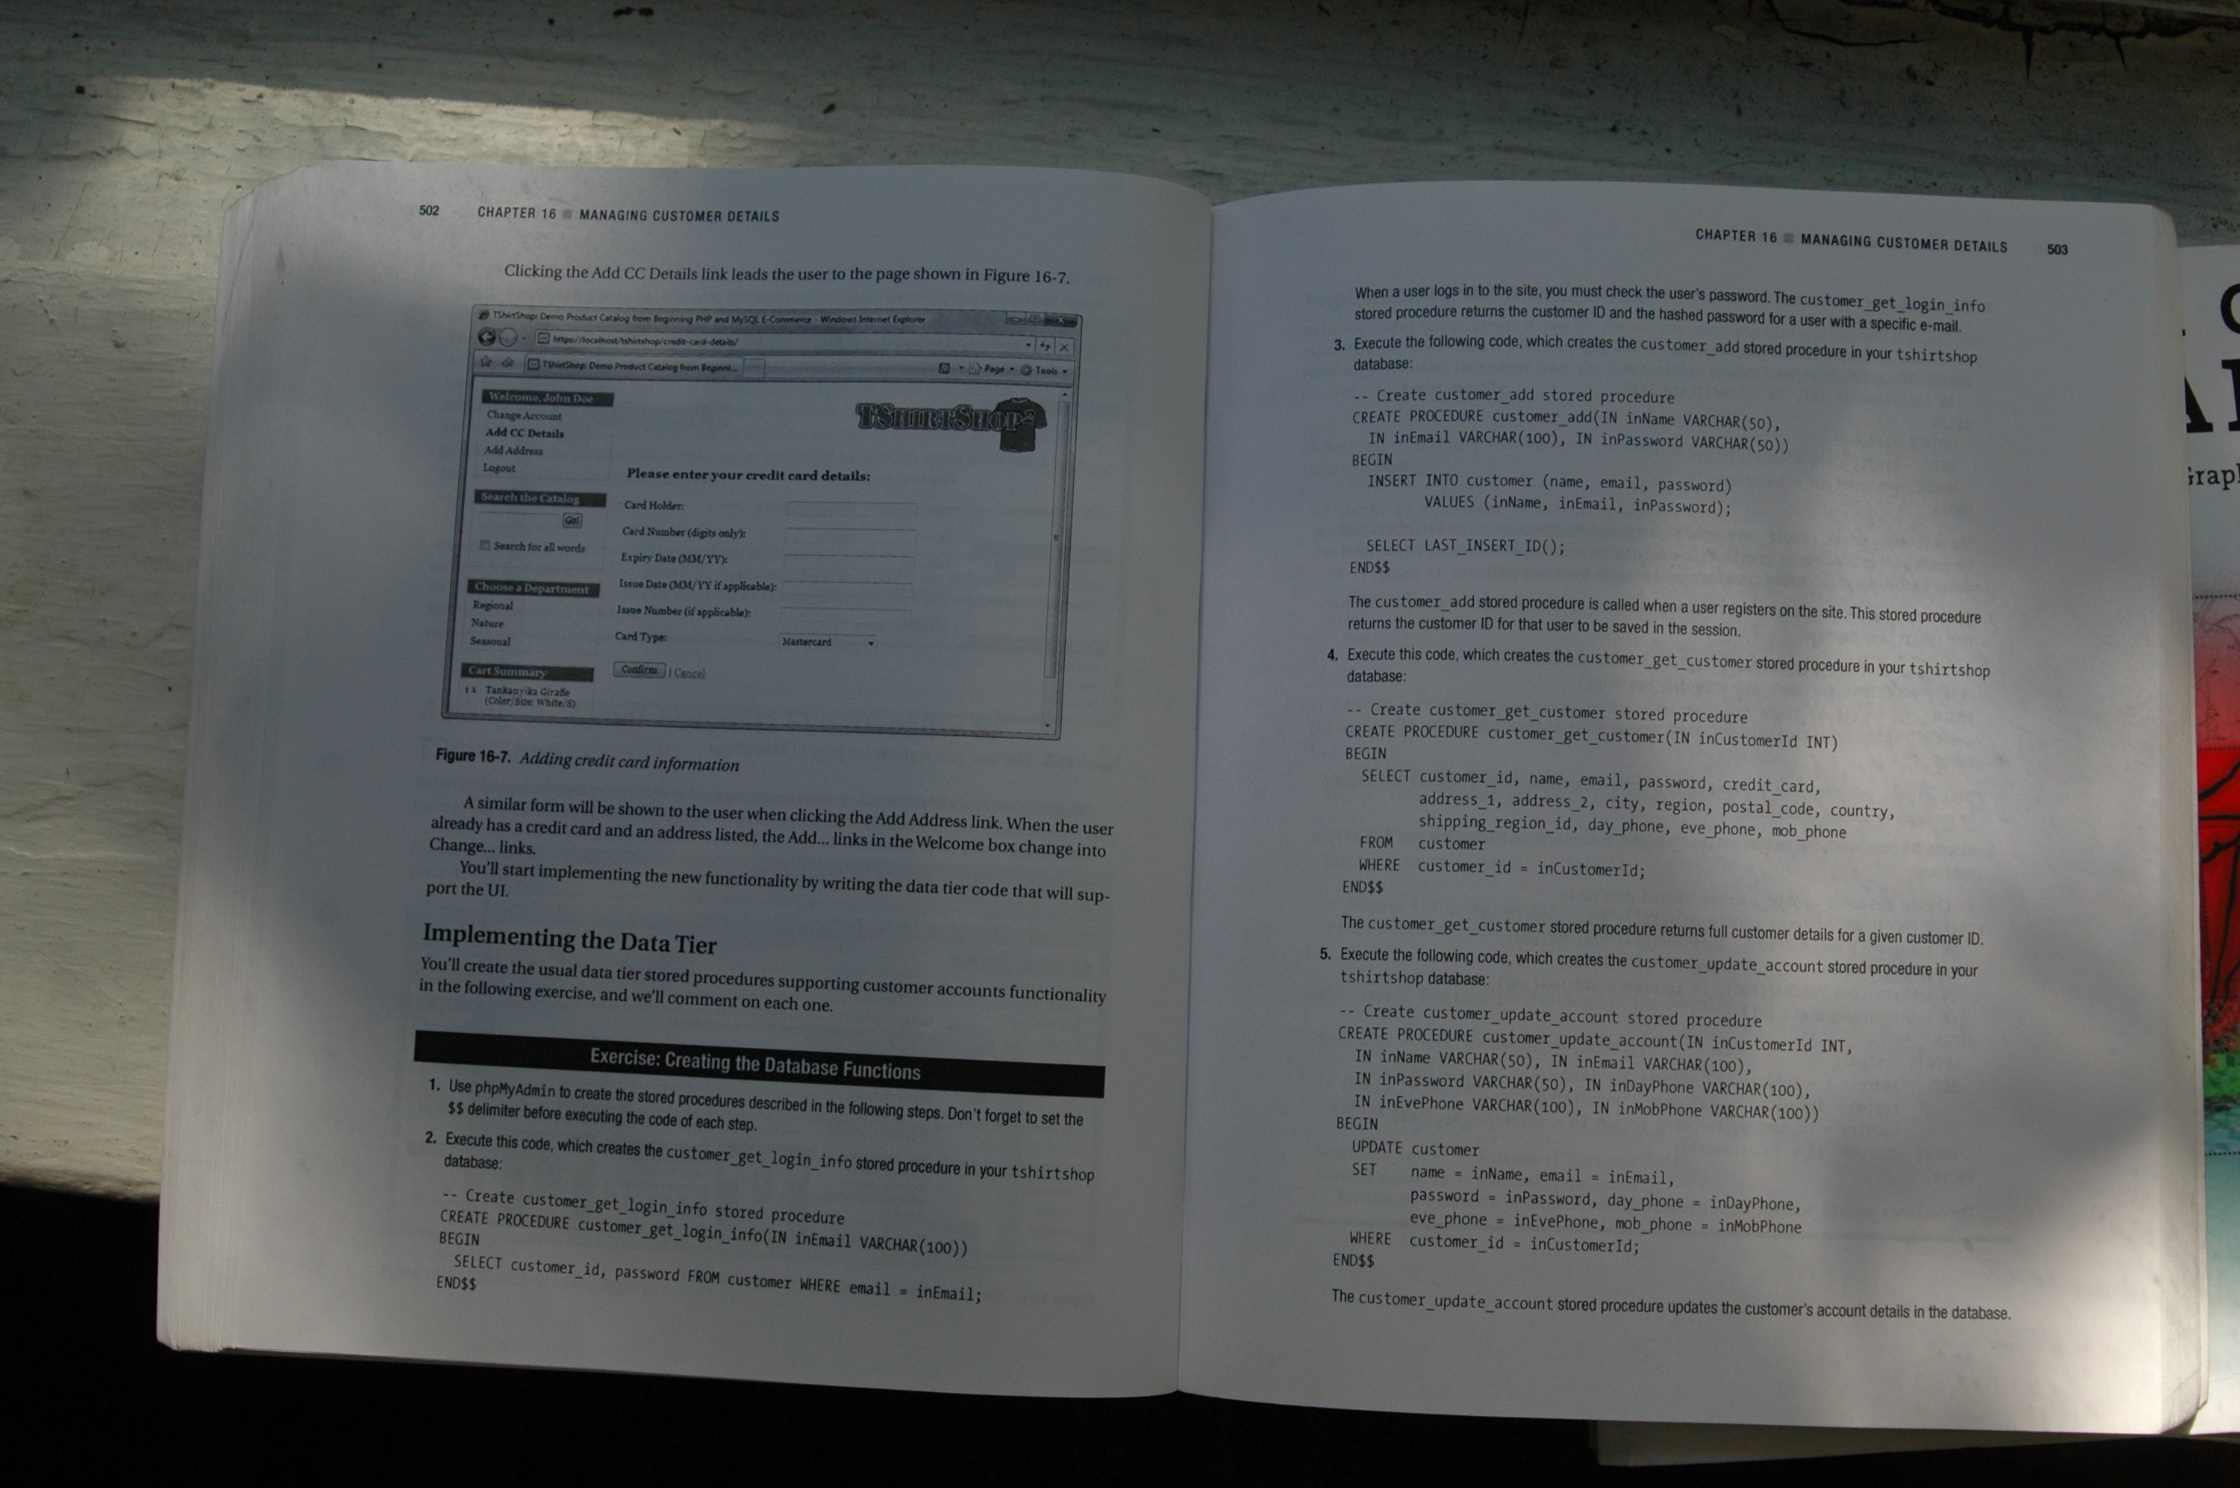 502 CHAPTER 16 ■ MANAGING CUSTOMER DETAILS
Clicking the Add CC Details link leads the user to the page shown in Figure 16-7.
TShirtShop: Demo Product Catalog from Beginning PHP and MySQL E-Commerce - Windows Internet Explorer
https://localhost/tshirtshop/credit-card-details/
TShirtShop: Demo Product Catalog from Beginni...
Page
Tools
Welcome, John Doe
Change Account
Add CC Details
Add Address
Logout
Search the Catalog
Go!
Search for all words
Choose a Department
Regional
Nature
Seasonal
Cart Summary
1 x Tankanyika Giraffe
(Color/Size: White/S)
TSHIRTSHOP
Please enter your credit card details:
Card Holder:
Card Number (digits only):
Expiry Date (MM/YY):
Issue Date (MM/YY if applicable):
Issue Number (if applicable):
Card Type: Mastercard
Confirm | Cancel
Figure 16-7. Adding credit card information
A similar form will be shown to the user when clicking the Add Address link. When the user
already has a credit card and an address listed, the Add... links in the Welcome box change into
Change... links.
You'll start implementing the new functionality by writing the data tier code that will sup-
port the UI.
Implementing the Data Tier
You'll create the usual data tier stored procedures supporting customer accounts functionality
in the following exercise, and we'll comment on each one.
Exercise: Creating the Database Functions
1. Use phpMyAdmin to create the stored procedures described in the following steps. Don't forget to set the
$$ delimiter before executing the code of each step.
2. Execute this code, which creates the customer_get_login_info stored procedure in your tshirtshop
database:
-- Create customer_get_login_info stored procedure
CREATE PROCEDURE customer_get_login_info(IN inEmail VARCHAR(100))
BEGIN
SELECT customer_id, password FROM customer WHERE email = inEmail;
END$$
CHAPTER 16 ■ MANAGING CUSTOMER DETAILS 503
When a user logs in to the site, you must check the user's password. The customer_get_login_info
stored procedure returns the customer ID and the hashed password for a user with a specific e-mail.
3. Execute the following code, which creates the customer_add stored procedure in your tshirtshop
database:
-- Create customer_add stored procedure
CREATE PROCEDURE customer_add(IN inName VARCHAR(50),
IN inEmail VARCHAR(100), IN inPassword VARCHAR(50))
BEGIN
INSERT INTO customer (name, email, password)
VALUES (inName, inEmail, inPassword);
SELECT LAST_INSERT_ID();
END$$
The customer_add stored procedure is called when a user registers on the site. This stored procedure
returns the customer ID for that user to be saved in the session.
4. Execute this code, which creates the customer_get_customer stored procedure in your tshirtshop
database:
-- Create customer_get_customer stored procedure
CREATE PROCEDURE customer_get_customer(IN inCustomerId INT)
BEGIN
SELECT customer_id, name, email, password, credit_card,
address_1, address_2, city, region, postal_code, country,
shipping_region_id, day_phone, eve_phone, mob_phone
FROM customer
WHERE customer_id = inCustomerId;
END$$
The customer_get_customer stored procedure returns full customer details for a given customer ID.
5. Execute the following code, which creates the customer_update_account stored procedure in your
tshirtshop database:
-- Create customer_update_account stored procedure
CREATE PROCEDURE customer_update_account(IN inCustomerId INT,
IN inName VARCHAR(50), IN inEmail VARCHAR(100),
IN inPassword VARCHAR(50), IN inDayPhone VARCHAR(100),
IN inEvePhone VARCHAR(100), IN inMobPhone VARCHAR(100))
BEGIN
UPDATE customer
SET name = inName, email = inEmail,
password = inPassword, day_phone = inDayPhone,
eve_phone = inEvePhone, mob_phone = inMobPhone
WHERE customer_id = inCustomerId;
END$$
The customer_update_account stored procedure updates the customer's account details in the database.